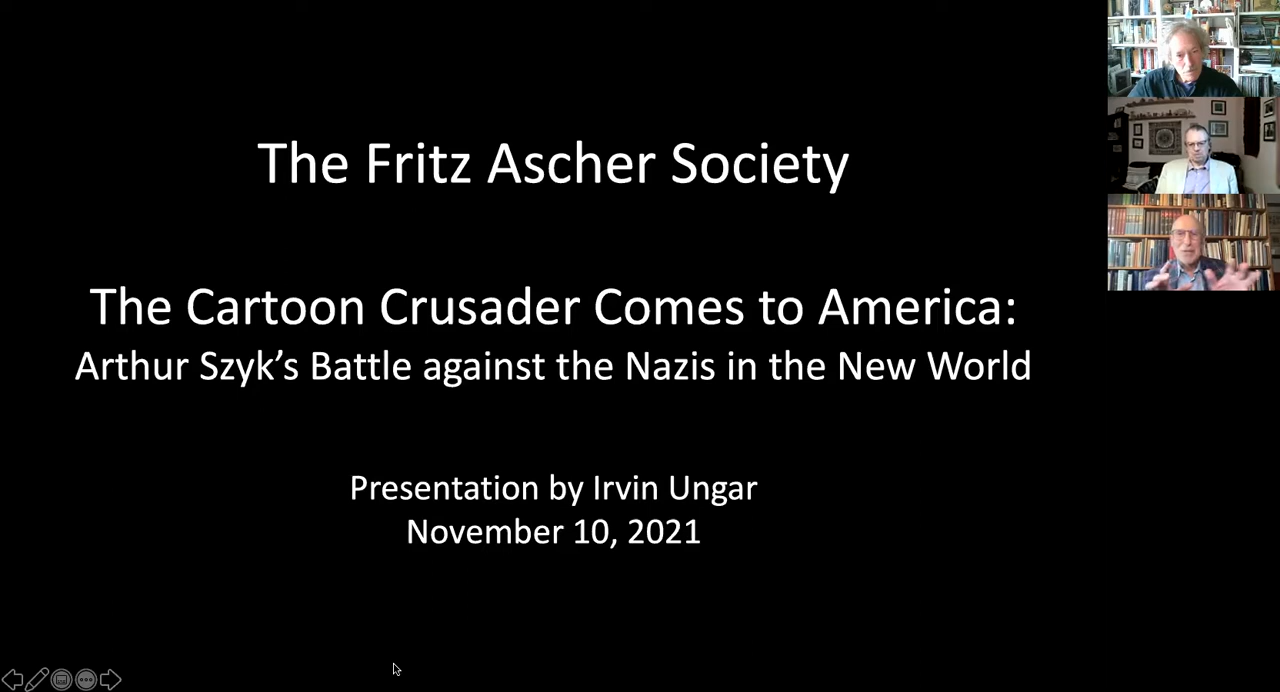 The Fritz Ascher Society
The Cartoon Crusader Comes to America:
Arthur Szyk’s Battle against the Nazis in the New World
Presentation by Irvin Ungar
November 10, 2021